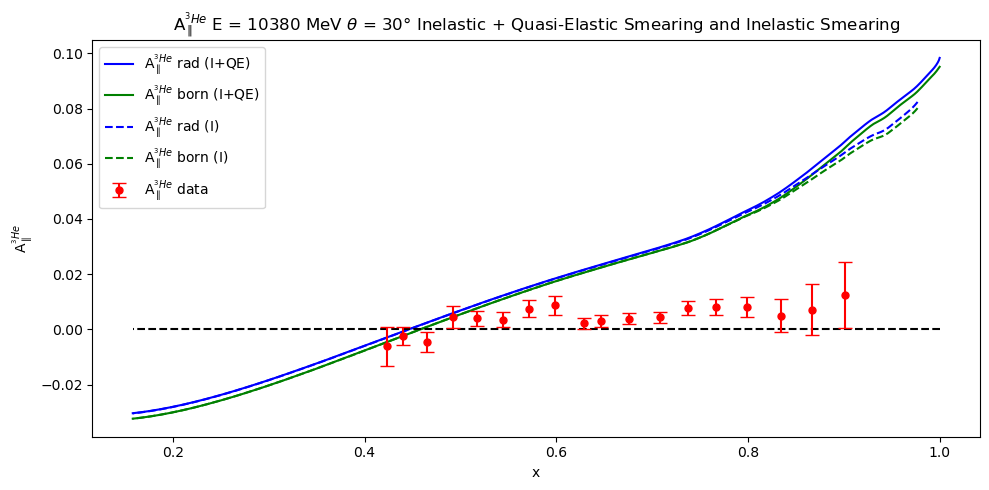 A∥³ᴴᵉ E = 10380 MeV θ = 30° Inelastic + Quasi-Elastic Smearing and Inelastic Smearing
A∥³ᴴᵉ
0.10
0.08
0.06
0.04
0.02
0.00
−0.02
A∥³ᴴᵉ rad (I+QE)
A∥³ᴴᵉ born (I+QE)
A∥³ᴴᵉ rad (I)
A∥³ᴴᵉ born (I)
A∥³ᴴᵉ data
0.2 0.4 0.6 0.8 1.0
x